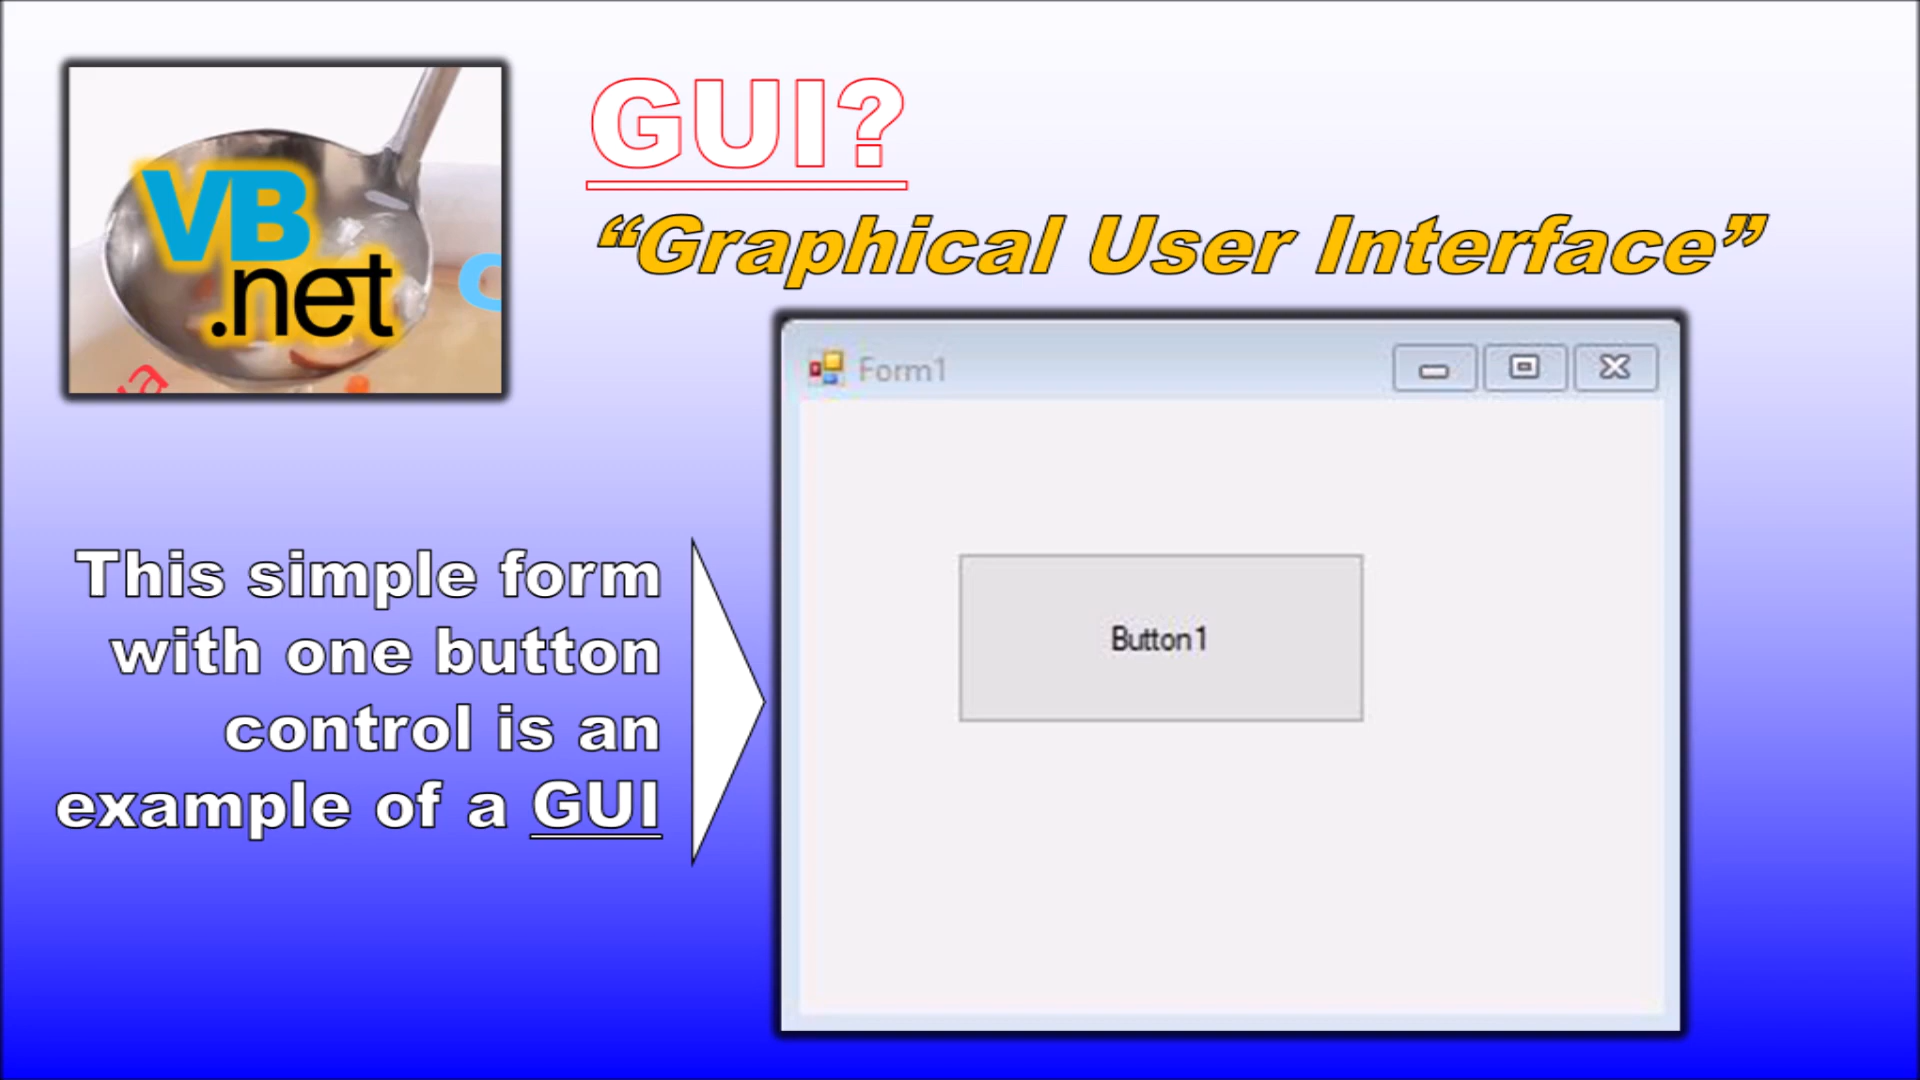 GUI?
“Graphical User Interface”
VB
.net
Form1
Button1
This simple form
with one button
control is an
example of a GUI